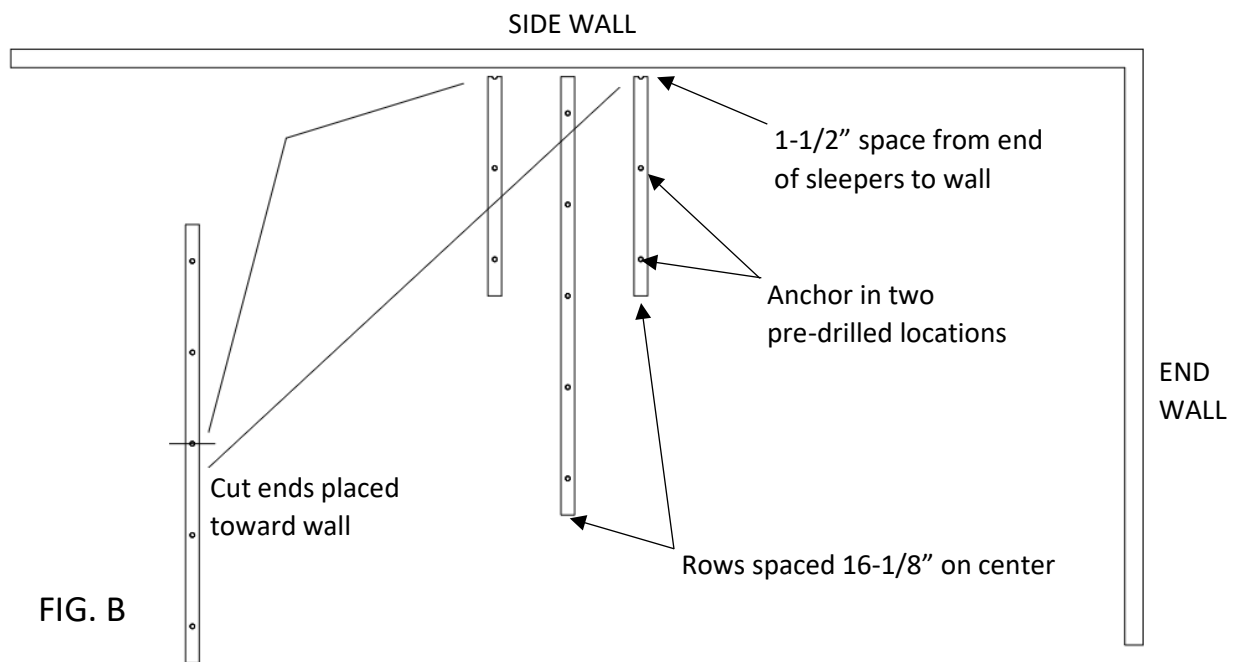 SIDE WALL
1-1/2” space from end
of sleepers to wall
Anchor in two
pre-drilled locations
END
WALL
Cut ends placed
toward wall
Rows spaced 16-1/8” on center
FIG. B